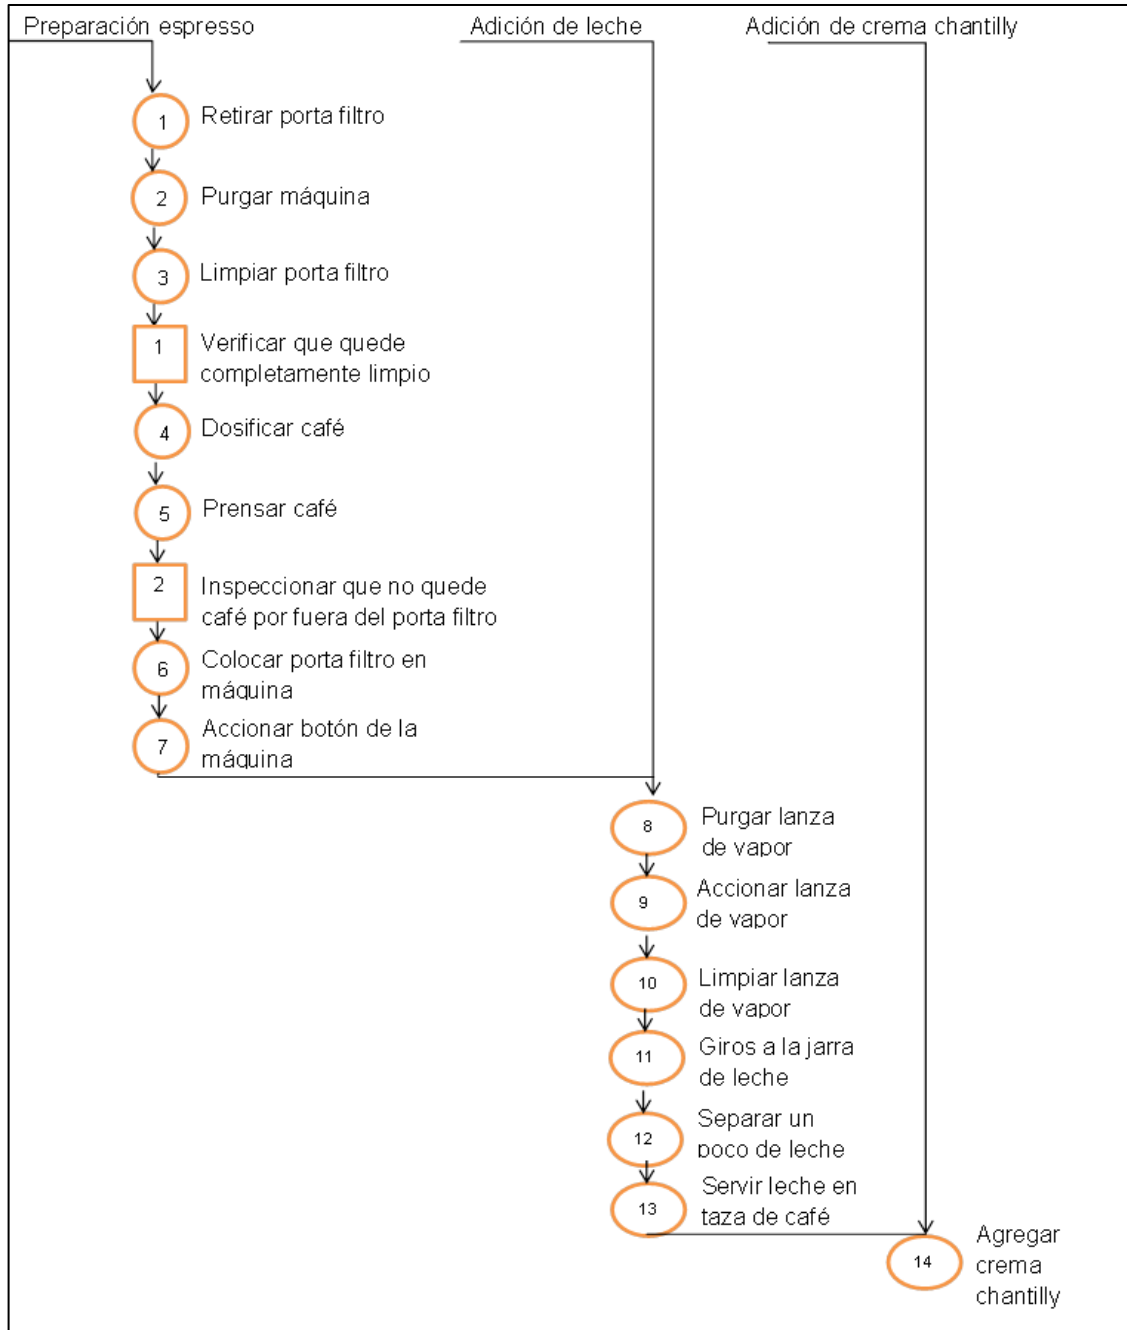 Preparación espresso
Adición de leche
Adición de crema chantilly
1
Retirar porta filtro
2
Purgar máquina
3
Limpiar porta filtro
1
Verificar que quede
completamente limpio
4
Dosificar café
5
Prensar café
2
Inspeccionar que no quede
café por fuera del porta filtro
6
Colocar porta filtro en
máquina
7
Accionar botón de la
máquina
8
Purgar lanza
de vapor
9
Accionar lanza
de vapor
10
Limpiar lanza
de vapor
11
Giros a la jarra
de leche
12
Separar un
poco de leche
13
Servir leche en
taza de café
14
Agregar
crema
chantilly